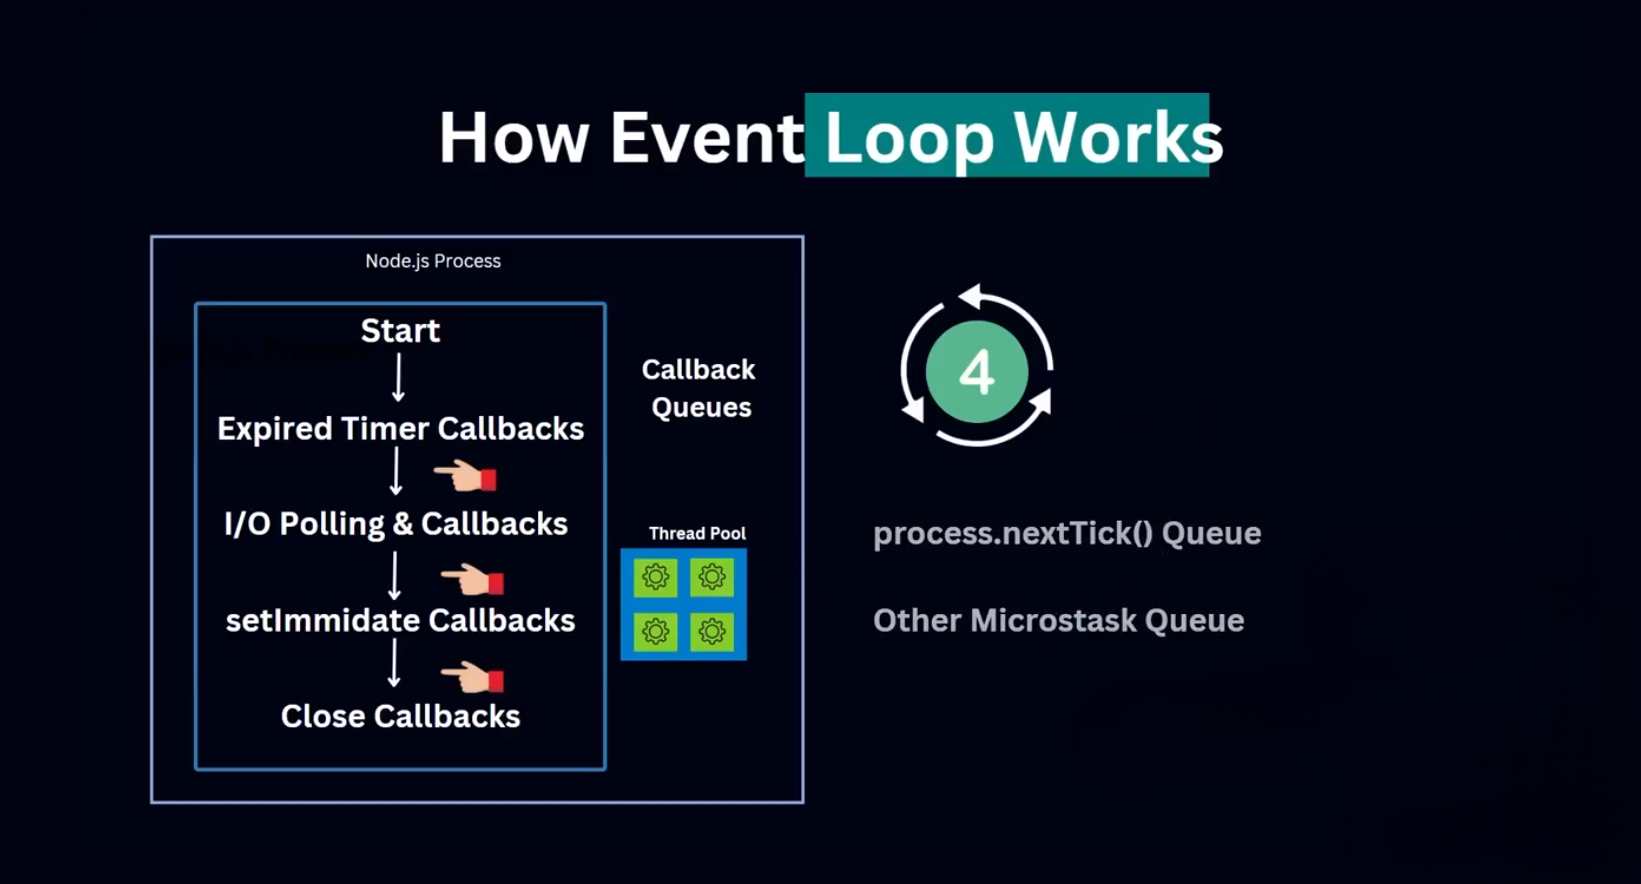 How Event Loop Works
Node.js Process
Start
Expired Timer Callbacks
I/O Polling & Callbacks
setImmidate Callbacks
Close Callbacks
Callback
Queues
Thread Pool
4
process.nextTick() Queue
Other Microstask Queue